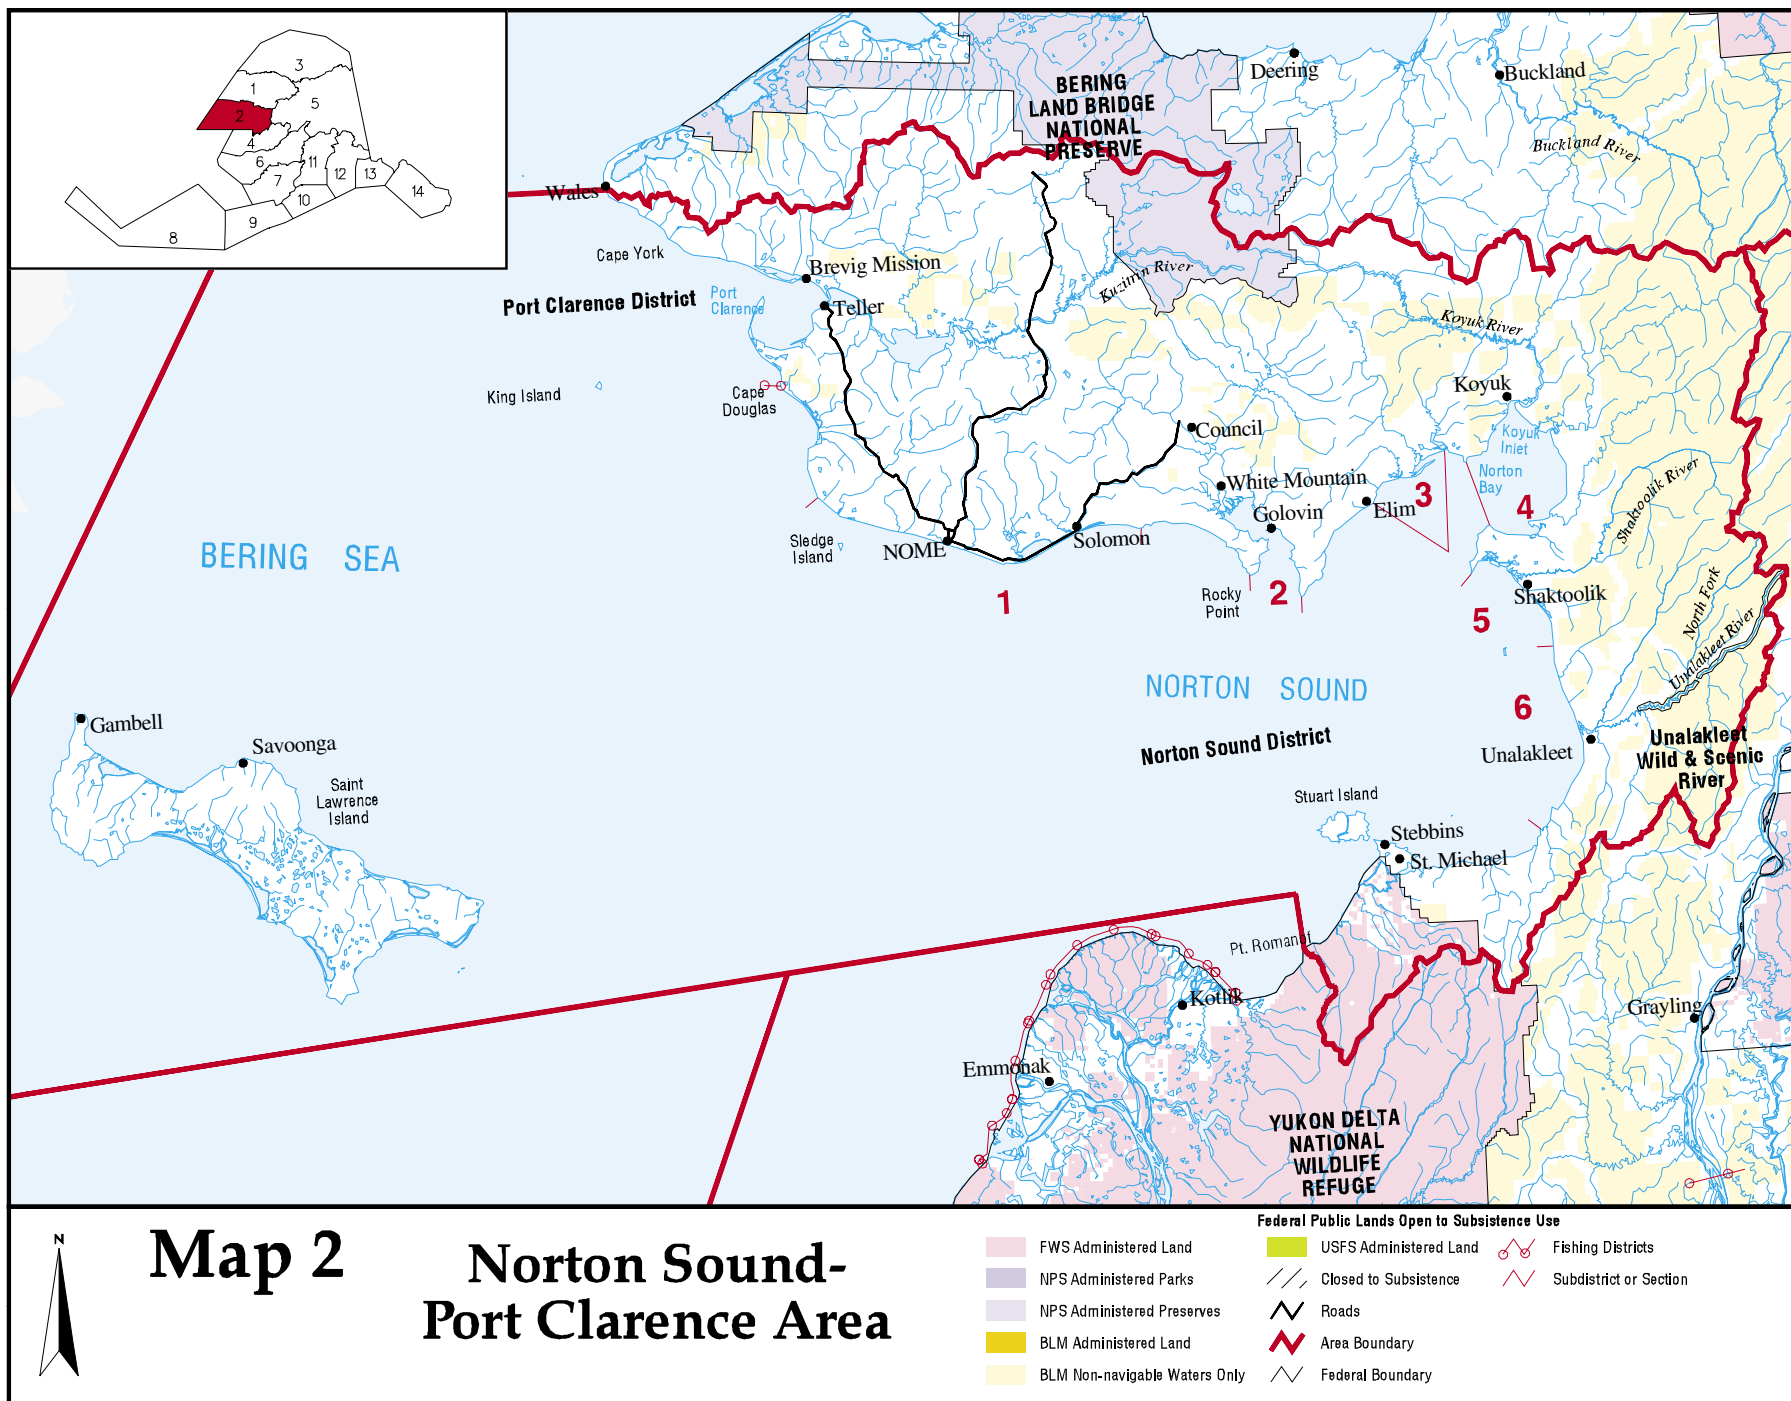 3
1
5
2
4
6
11
7
12
13
14
10
9
8
BERING
LAND BRIDGE
NATIONAL
PRESERVE
Deering
Buckland
Buckland River
Wales
Cape York
Brevig Mission
Port Clarence District
Port
Clarence
Teller
Kuzitrin River
Koyuk River
King Island
Cape
Douglas
Koyuk
Council
Koyuk
Inlet
Norton
Bay
White Mountain
3
4
Golovin
Elim
Shaktoolik River
Sledge
Island
NOME
Solomon
BERING SEA
1
Rocky
Point
2
Shaktoolik
5
North Fork
Unalakleet River
NORTON SOUND
6
Norton Sound District
Unalakleet
Unalakleet
Wild & Scenic
River
Gambell
Savoonga
Saint
Lawrence
Island
Stuart Island
Stebbins
St. Michael
Pt. Romanof
Kotlik
Grayling
Emmonak
YUKON DELTA
NATIONAL
WILDLIFE
REFUGE
N
Map 2
Norton Sound-
Port Clarence Area
Federal Public Lands Open to Subsistence Use
FWS Administered Land
NPS Administered Parks
NPS Administered Preserves
BLM Administered Land
BLM Non-navigable Waters Only
USFS Administered Land
Closed to Subsistence
Roads
Area Boundary
Federal Boundary
Fishing Districts
Subdistrict or Section